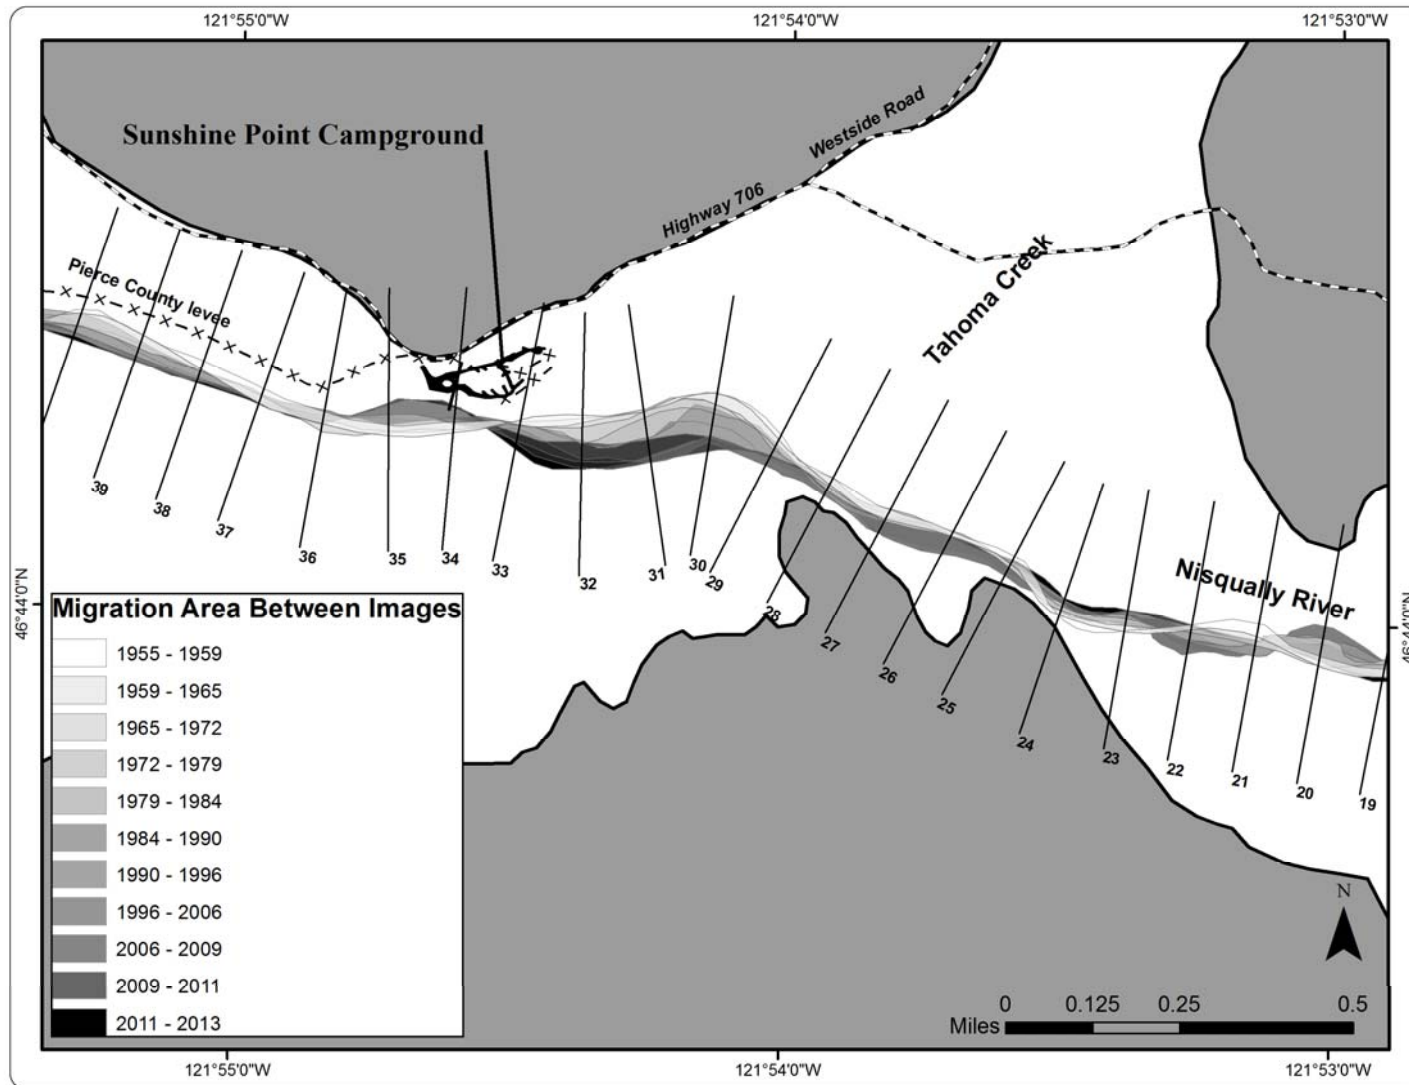 121°55'0"W
121°54'0"W
121°53'0"W
Sunshine Point Campground
Westside Road
Highway 706
Pierce County levee
Tahoma Creek
Nisqually River
39
38
37
36
35
34
33
32
31
30
29
28
27
26
25
24
23
22
21
20
19
46°44'0"N
46°44'0"N
Migration Area Between Images
1955 - 1959
1959 - 1965
1965 - 1972
1972 - 1979
1979 - 1984
1984 - 1990
1990 - 1996
1996 - 2006
2006 - 2009
2009 - 2011
2011 - 2013
N
0 0.125 0.25 0.5
Miles
121°55'0"W
121°54'0"W
121°53'0"W